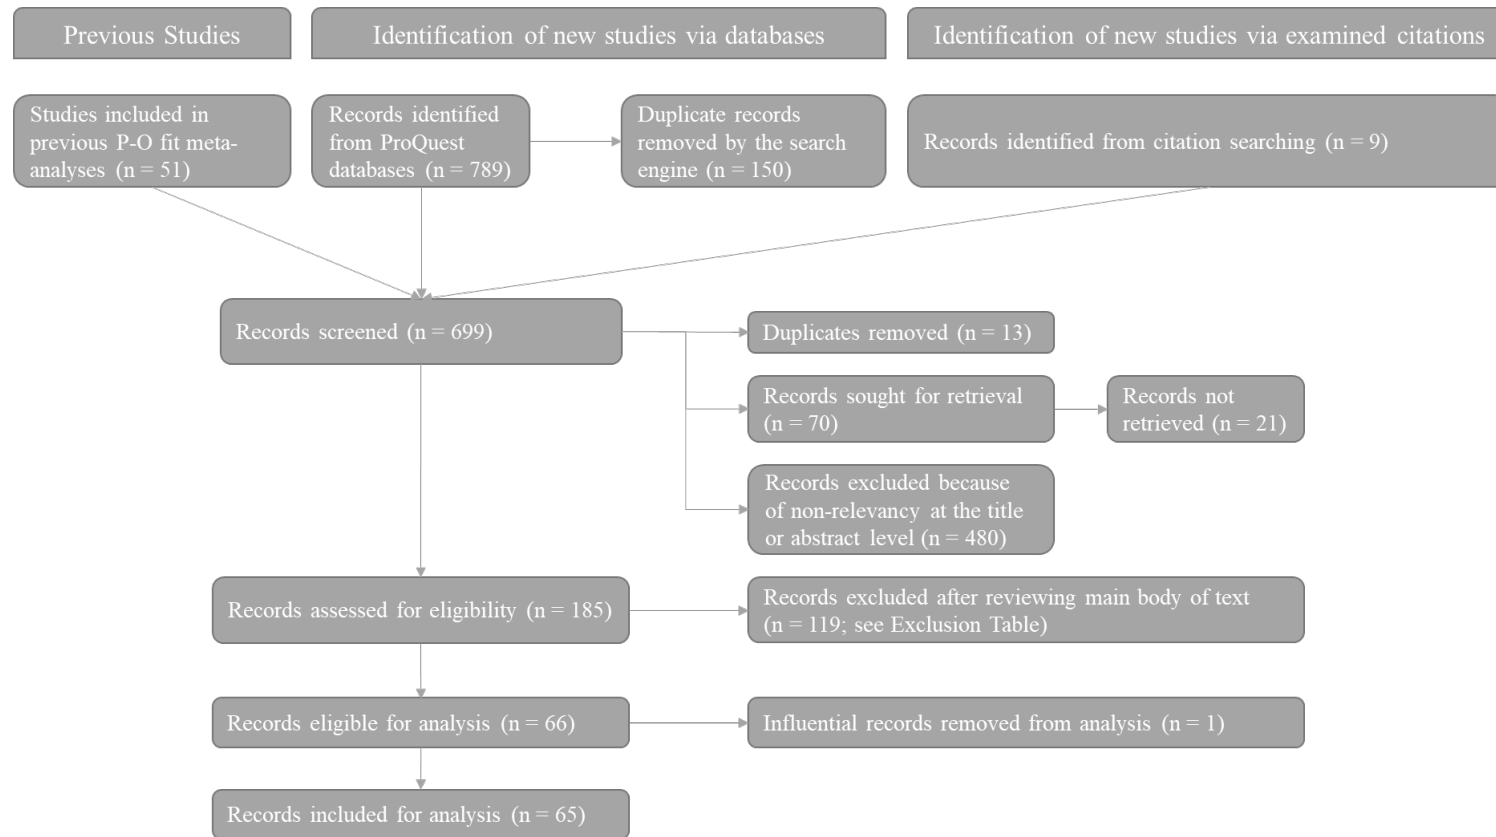 Previous Studies
Identification of new studies via databases
Identification of new studies via examined citations
Studies included in
previous P-O fit meta-
analyses (n = 51)
Records identified
from ProQuest
databases (n = 789)
Duplicate records
removed by the search
engine (n = 150)
Records identified from citation searching (n = 9)
Records screened (n = 699)
Duplicates removed (n = 13)
Records sought for retrieval
(n = 70)
Records not
retrieved (n = 21)
Records excluded because
of non-relevancy at the title
or abstract level (n = 480)
Records assessed for eligibility (n = 185)
Records excluded after reviewing main body of text
(n = 119; see Exclusion Table)
Records eligible for analysis (n = 66)
Influential records removed from analysis (n = 1)
Records included for analysis (n = 65)